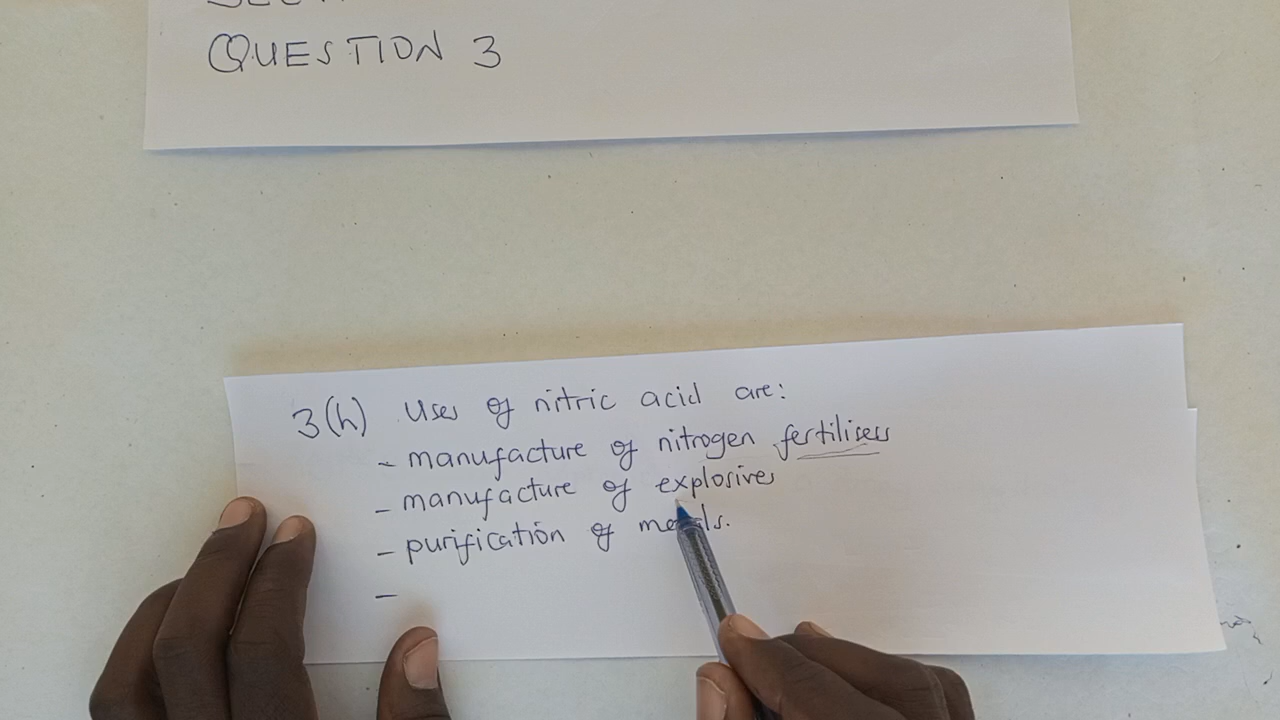 QUESTION 3
3(h) Uses of nitric acid are:
- manufacture of nitrogen fertilisers
- manufacture of explosives
- purification of metals.
-